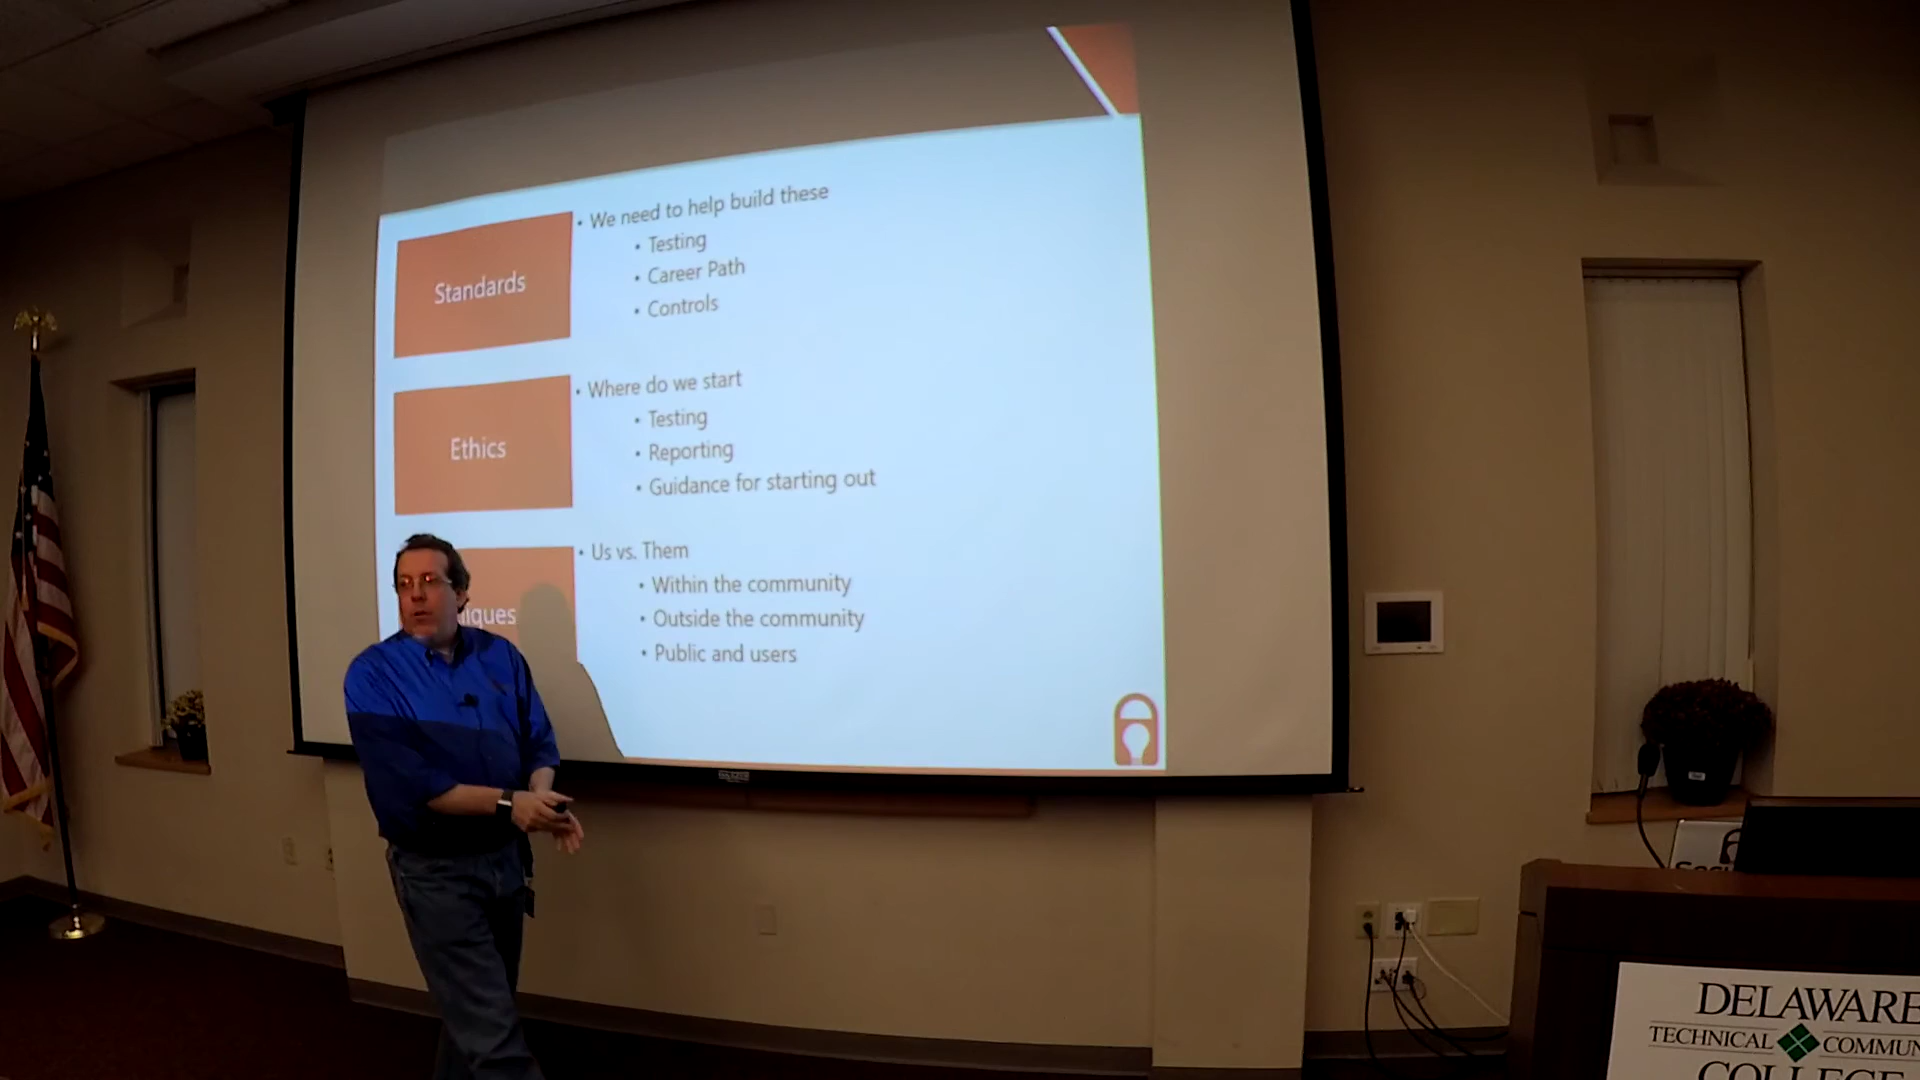 Standards
• We need to help build these
• Testing
• Career Path
• Controls
Ethics
• Where do we start
• Testing
• Reporting
• Guidance for starting out
• Us vs. Them
• Within the community
• Outside the community
• Public and users
DELAWARE
TECHNICAL
COLLEGE